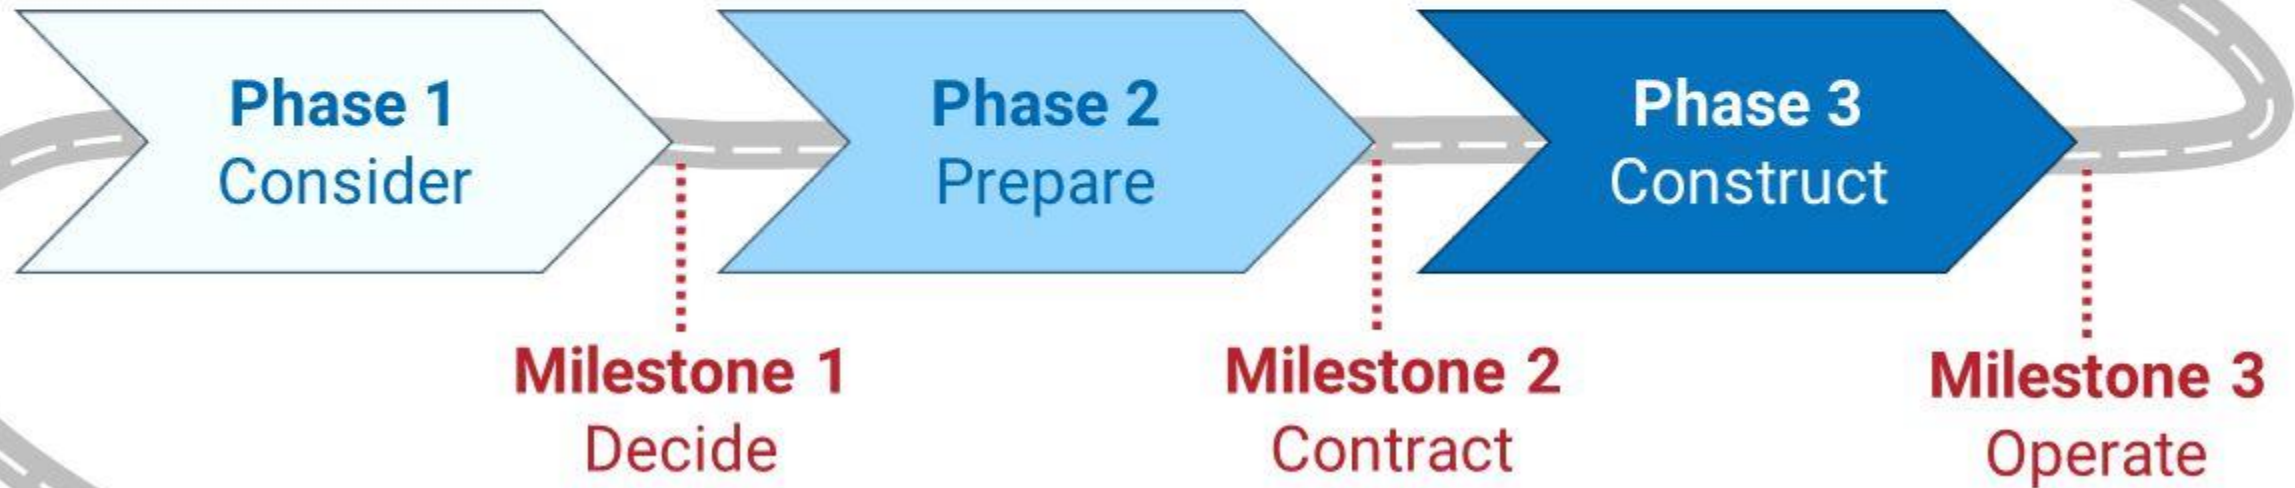 Phase 1
Consider
Phase 2
Prepare
Phase 3
Construct
Milestone 1
Decide
Milestone 2
Contract
Milestone 3
Operate